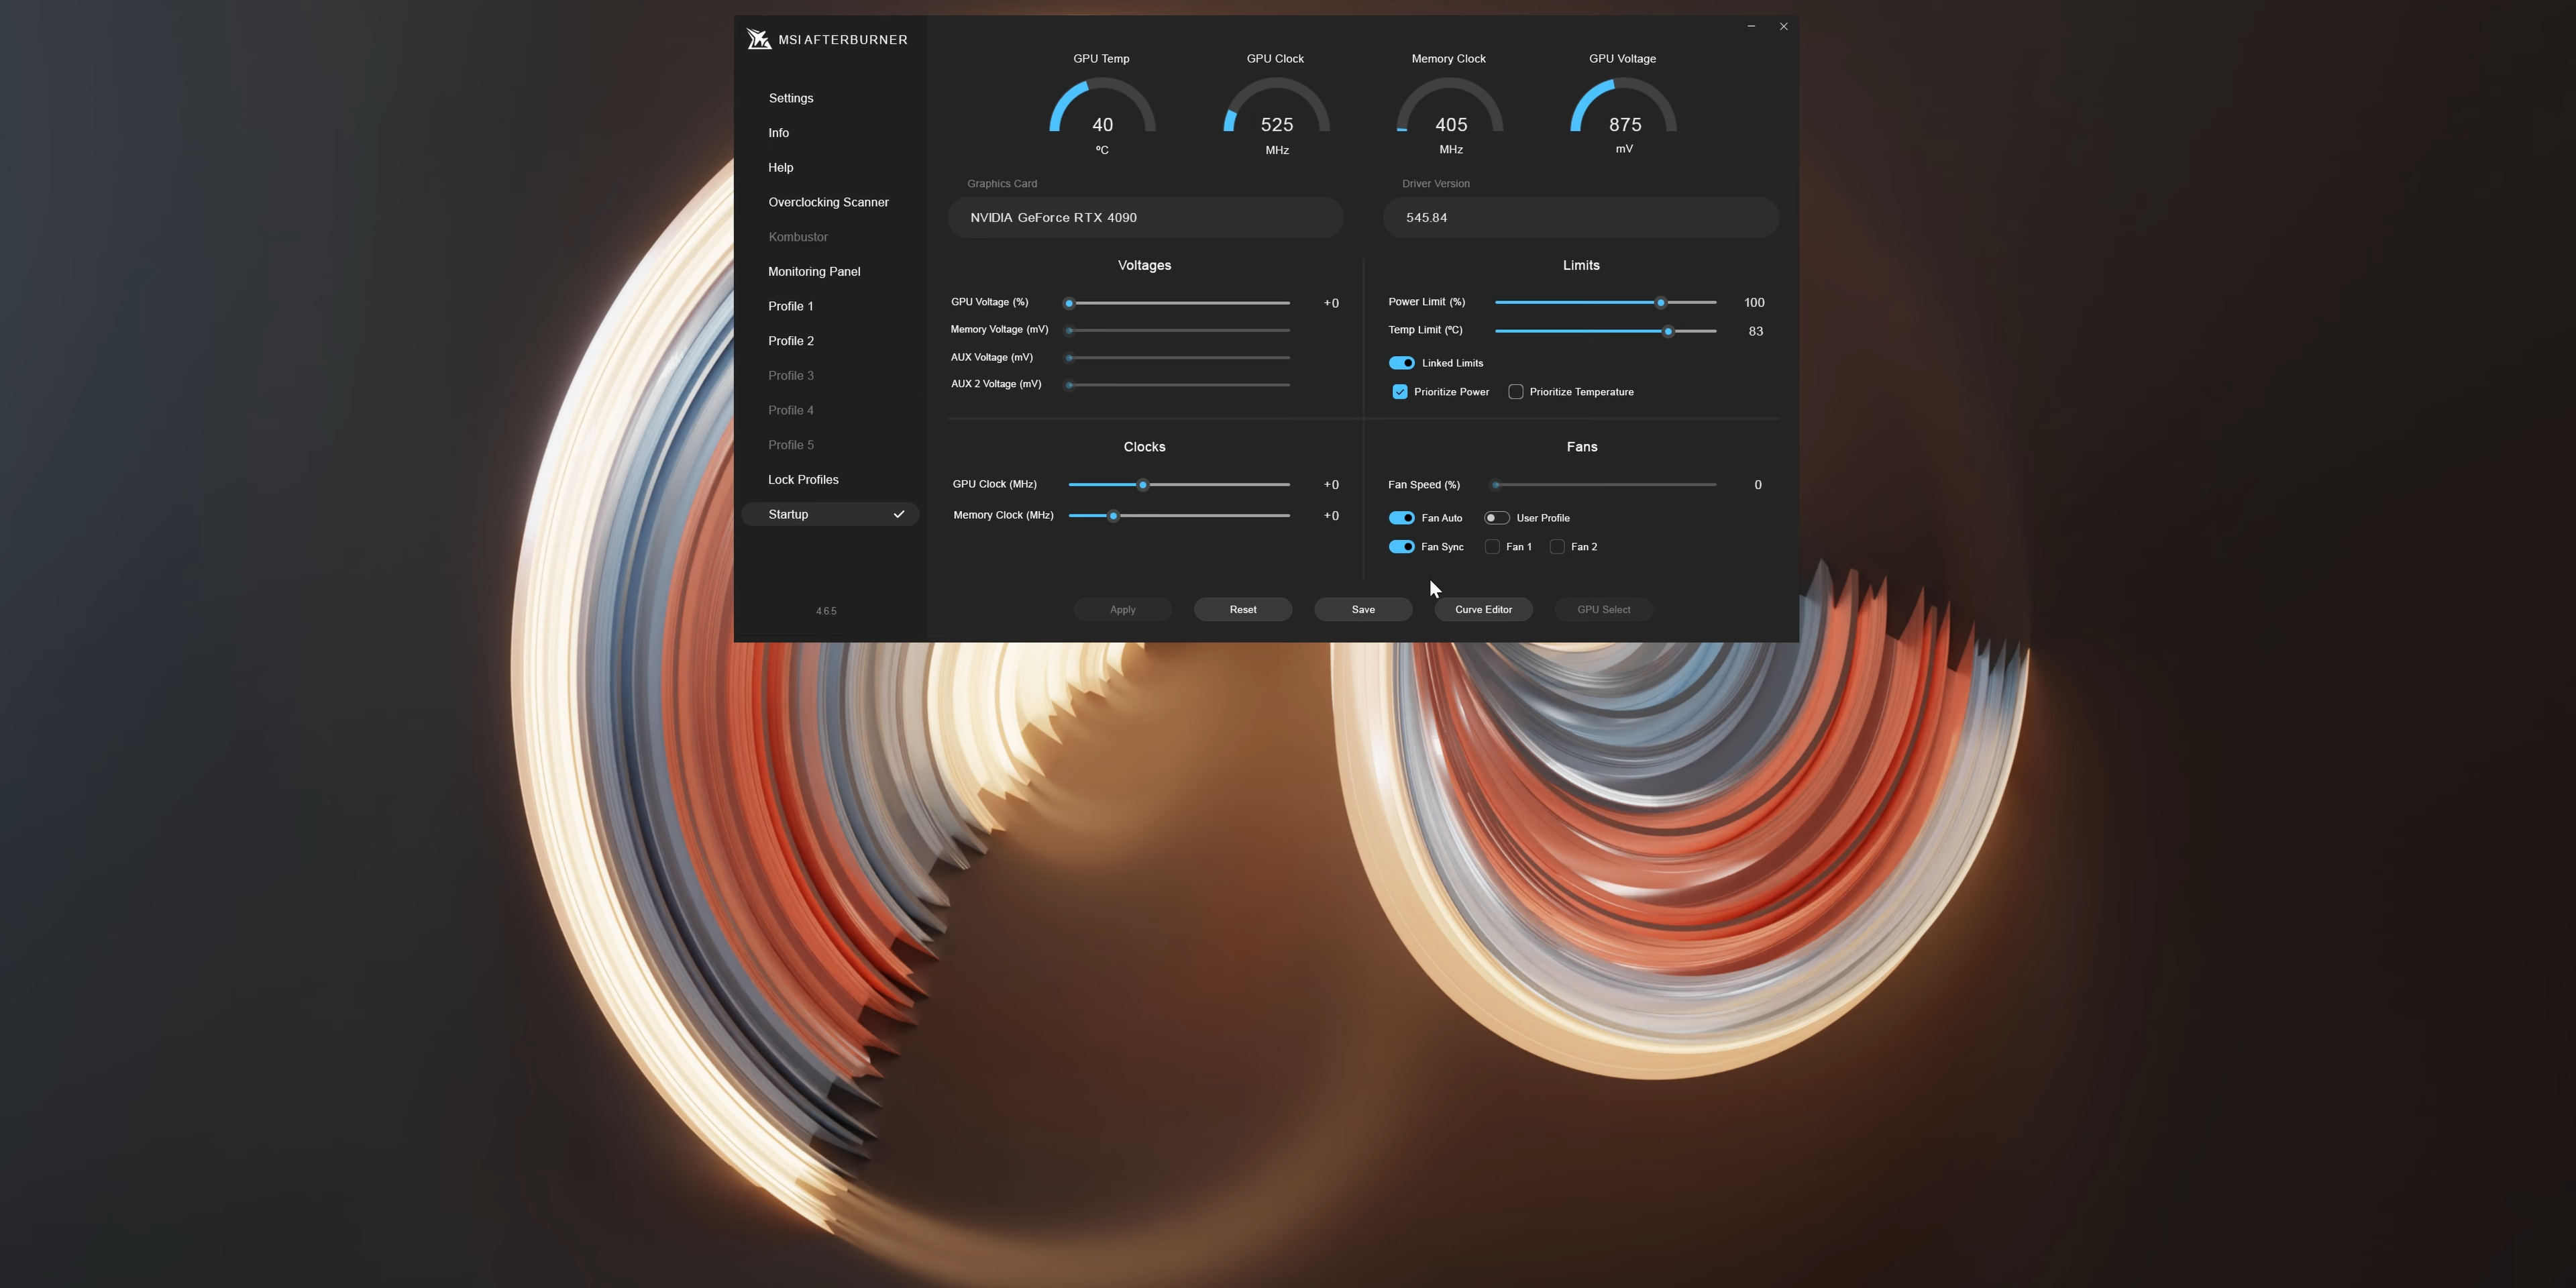 MSI AFTERBURNER
Settings
Info
Help
Overclocking Scanner
Kombustor
Monitoring Panel
Profile 1
Profile 2
Profile 3
Profile 4
Profile 5
Lock Profiles
Startup
4.6.5
GPU Temp
40
ºC
GPU Clock
525
MHz
Memory Clock
405
MHz
GPU Voltage
875
mV
Graphics Card
NVIDIA GeForce RTX 4090
Driver Version
545.84
Voltages
GPU Voltage (%) +0
Memory Voltage (mV)
AUX Voltage (mV)
AUX 2 Voltage (mV)
Limits
Power Limit (%) 100
Temp Limit (ºC) 83
Linked Limits
Prioritize Power Prioritize Temperature
Clocks
GPU Clock (MHz) +0
Memory Clock (MHz) +0
Fans
Fan Speed (%) 0
Fan Auto User Profile
Fan Sync Fan 1 Fan 2
Apply Reset Save Curve Editor GPU Select